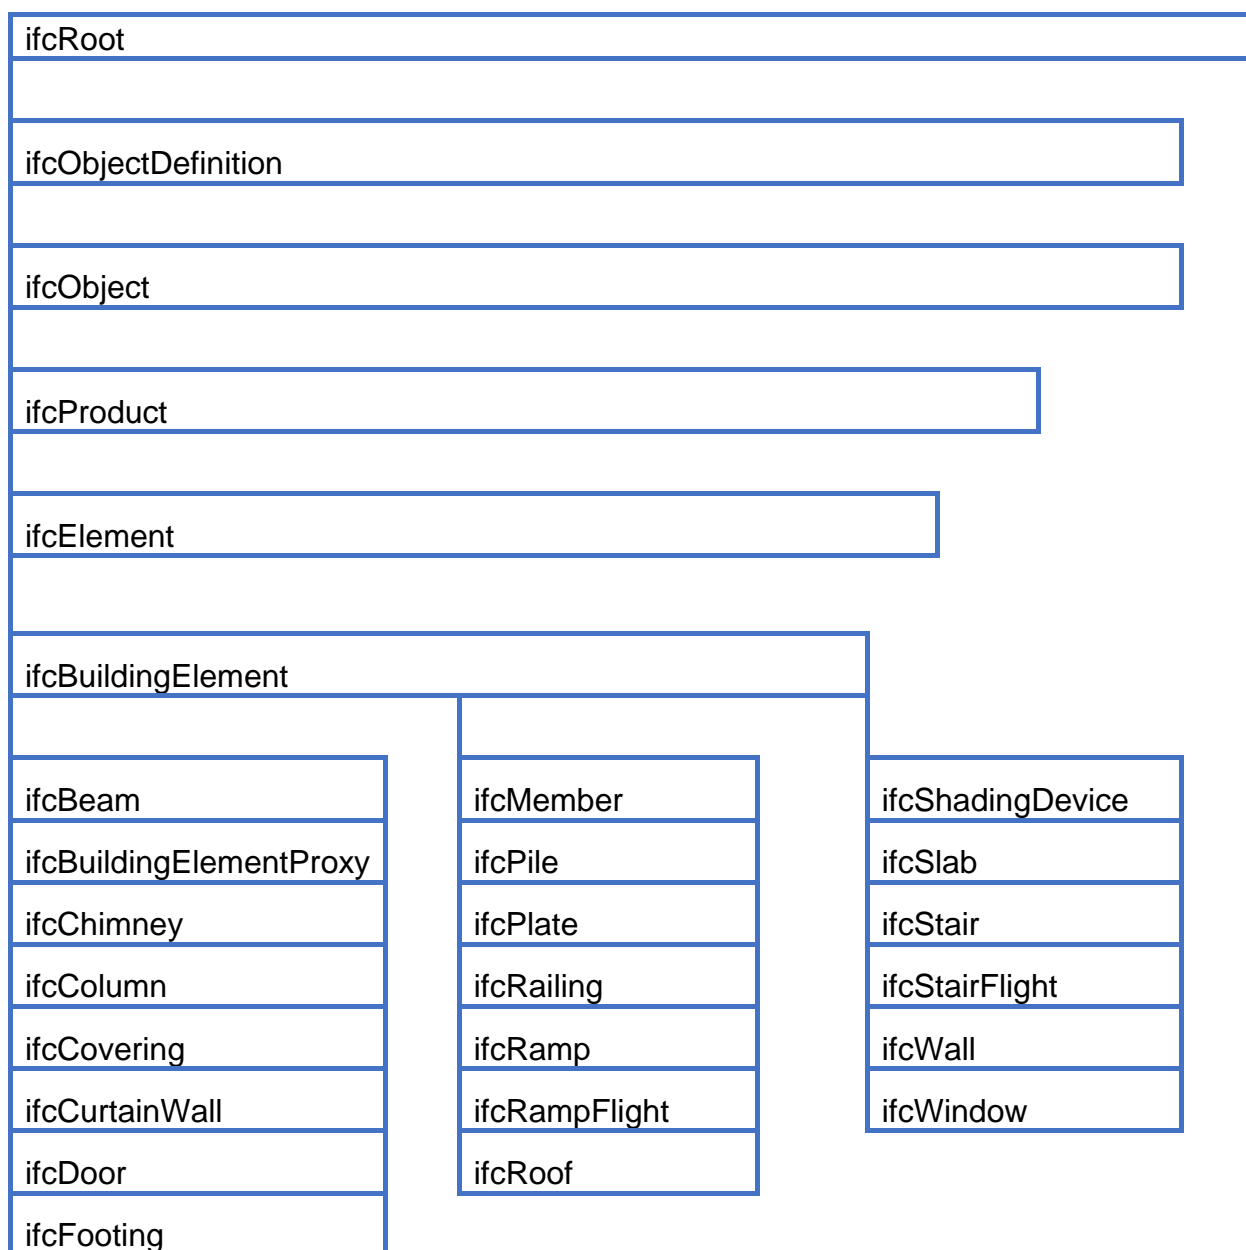 ifcRoot
ifcObjectDefinition
ifcObject
ifcProduct
ifcElement
ifcBuildingElement
ifcBeam
ifcBuildingElementProxy
ifcChimney
ifcColumn
ifcCovering
ifcCurtainWall
ifcDoor
ifcFooting
ifcMember
ifcPile
ifcPlate
ifcRailing
ifcRamp
ifcRampFlight
ifcRoof
ifcShadingDevice
ifcSlab
ifcStair
ifcStairFlight
ifcWall
ifcWindow